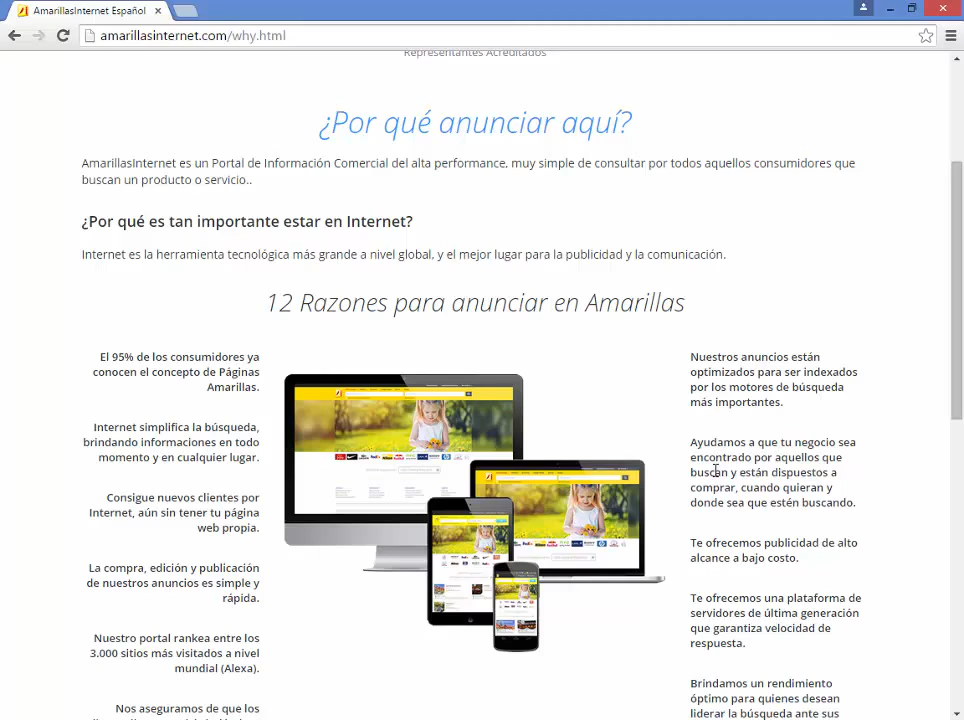 AmarillasInternet Español
amarillasinternet.com/why.html
Representantes Acreditados
¿Por qué anunciar aquí?
AmarillasInternet es un Portal de Información Comercial del alta performance, muy simple de consultar por todos aquellos consumidores que
buscan un producto o servicio..
¿Por qué es tan importante estar en Internet?
Internet es la herramienta tecnológica más grande a nivel global, y el mejor lugar para la publicidad y la comunicación.
12 Razones para anunciar en Amarillas
El 95% de los consumidores ya
conocen el concepto de Páginas
Amarillas.
Internet simplifica la búsqueda,
brindando informaciones en todo
momento y en cualquier lugar.
Consigue nuevos clientes por
Internet, aún sin tener tu página
web propia.
La compra, edición y publicación
de nuestros anuncios es simple y
rápida.
Nuestro portal rankea entre los
3.000 sitios más visitados a nivel
mundial (Alexa).
Nos aseguramos de que los
Nuestros anuncios están
optimizados para ser indexados
por los motores de búsqueda
más importantes.
Ayudamos a que tu negocio sea
encontrado por aquellos que
buscan y están dispuestos a
comprar, cuando quieran y
donde sea que estén buscando.
Te ofrecemos publicidad de alto
alcance a bajo costo.
Te ofrecemos una plataforma de
servidores de última generación
que garantiza velocidad de
respuesta.
Brindamos un rendimiento
óptimo para quienes desean
liderar la búsqueda ante sus